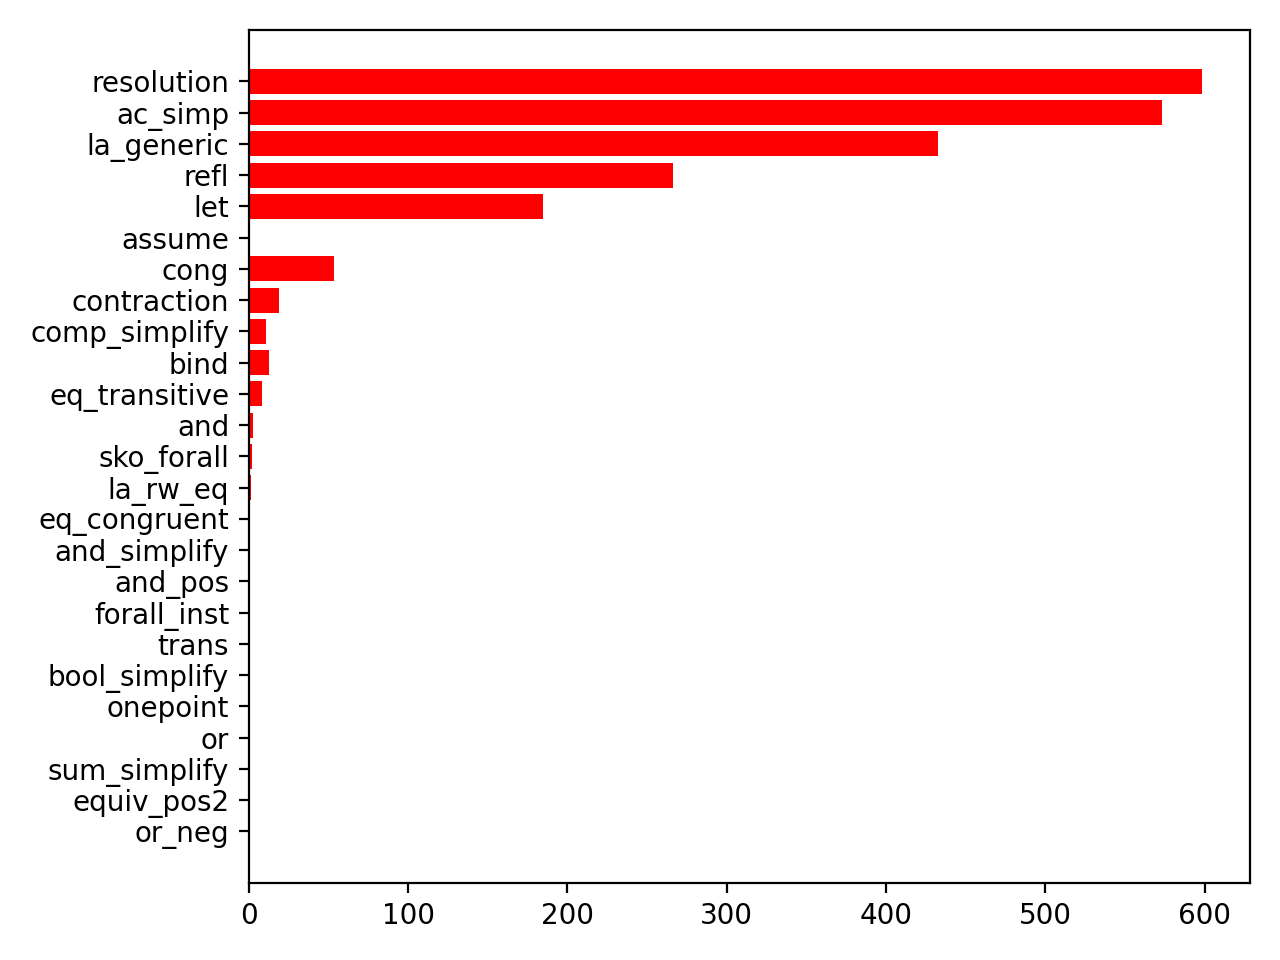 resolution
ac_simp
la_generic
refl
let
assume
cong
contraction
comp_simplify
bind
eq_transitive
and
sko_forall
la_rw_eq
eq_congruent
and_simplify
and_pos
forall_inst
trans
bool_simplify
onepoint
or
sum_simplify
equiv_pos2
or_neg
0 100 200 300 400 500 600